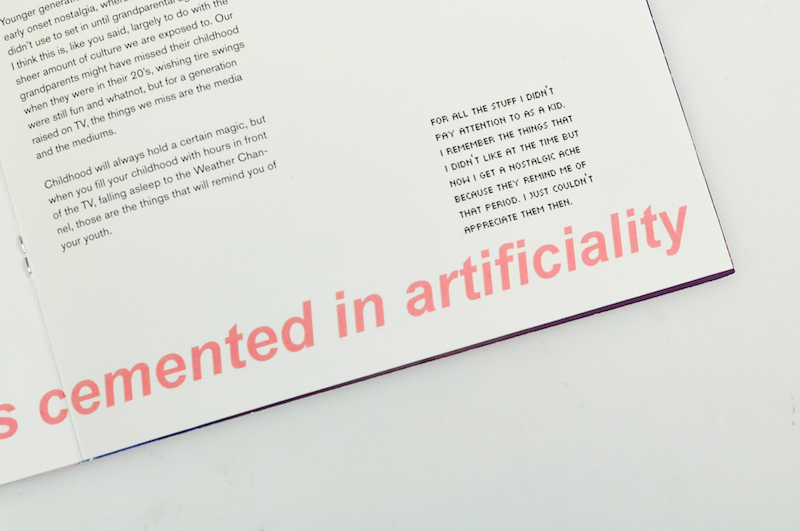 Younger
early onset nostalgia,
didn't use to set in until grandparental
I think this is, like you said, largely to do with the
sheer amount of culture we are exposed to. Our
grandparents might have missed their childhood
when they were in their 20's, wishing tire swings
were still fun and whatnot, but for a generation
raised on TV, the things we miss are the media
and the mediums.
Childhood will always hold a certain magic, but
when you fill your childhood with hours in front
of the TV, falling asleep to the Weather Chan-
nel, those are the things that will remind you of
your youth.
FOR ALL THE STUFF I DIDN'T
PAY ATTENTION TO AS A KID.
I REMEMBER THE THINGS THAT
I DIDN'T LIKE AT THE TIME BUT
NOW I GET A NOSTALGIC ACHE
BECAUSE THEY REMIND ME OF
THAT PERIOD. I JUST COULDN'T
APPRECIATE THEM THEN.
s cemented in artificiality